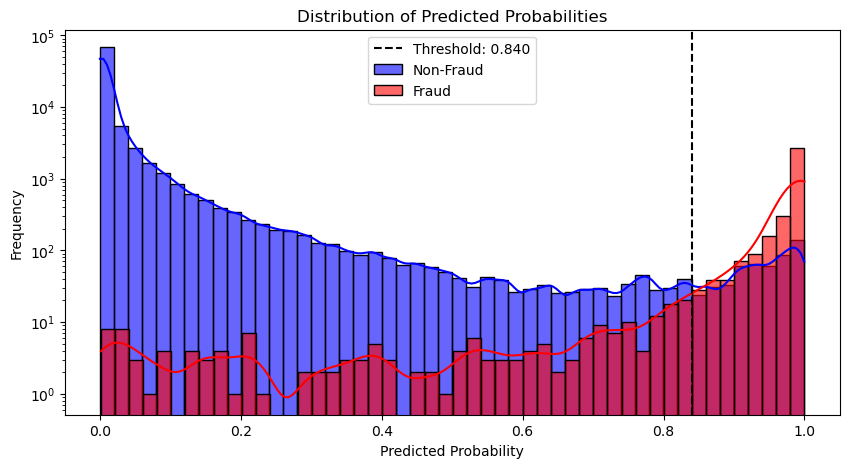 Distribution of Predicted Probabilities
Threshold: 0.840
Non-Fraud
Fraud
Frequency
10⁵
10⁴
10³
10²
10¹
10⁰
0.0 0.2 0.4 0.6 0.8 1.0
Predicted Probability